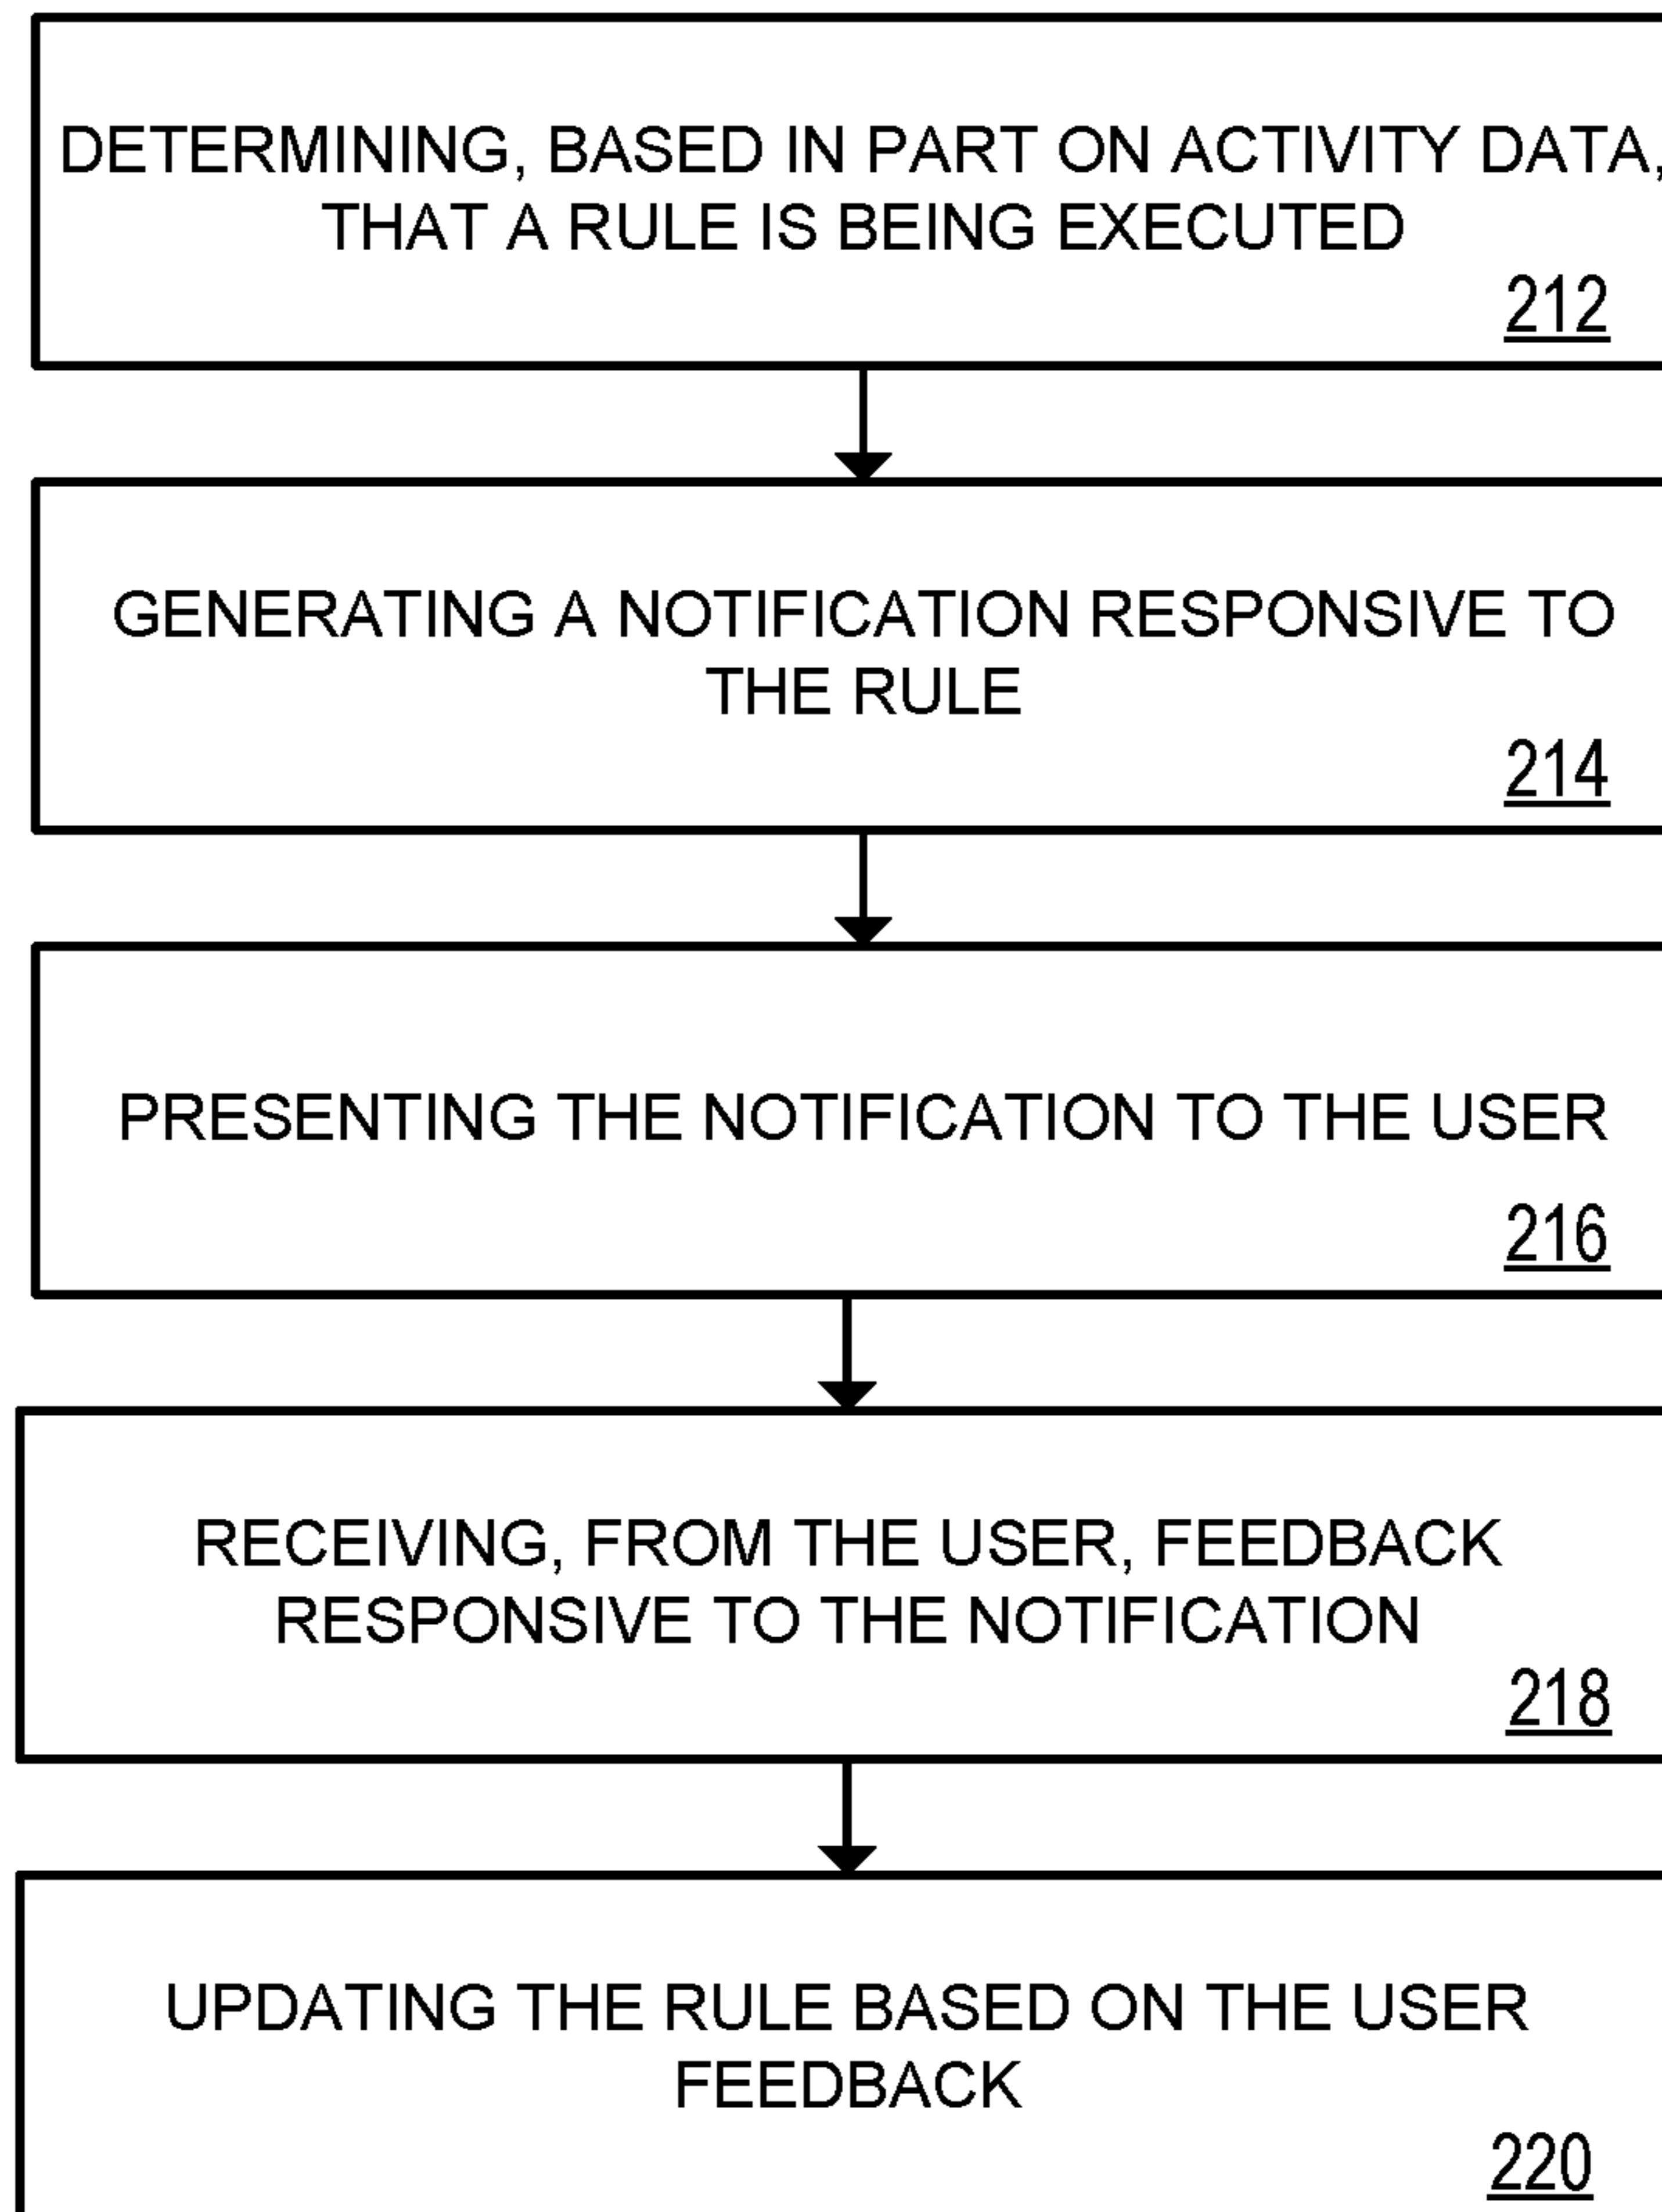 DETERMINING, BASED IN PART ON ACTIVITY DATA,
THAT A RULE IS BEING EXECUTED
212
GENERATING A NOTIFICATION RESPONSIVE TO
THE RULE
214
PRESENTING THE NOTIFICATION TO THE USER
216
RECEIVING, FROM THE USER, FEEDBACK
RESPONSIVE TO THE NOTIFICATION
218
UPDATING THE RULE BASED ON THE USER
FEEDBACK
220